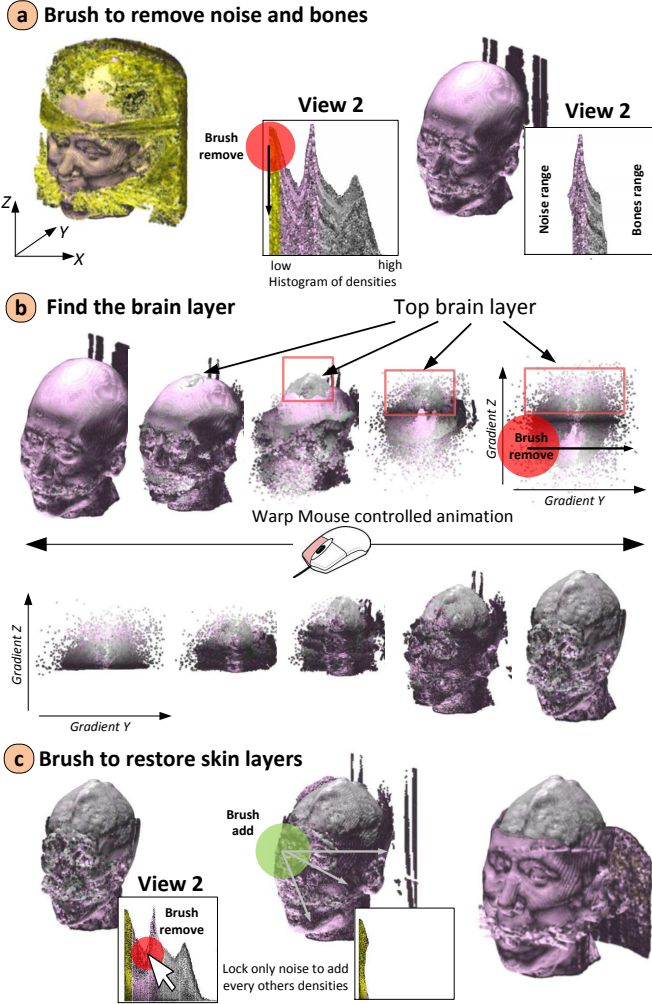 a Brush to remove noise and bones
View 2
Brush
remove
low high
Histogram of densities
View 2
Noise range
Bones range
Z
Y
X
b Find the brain layer
Top brain layer
Gradient Z
Brush
remove
Gradient Y
Warp Mouse controlled animation
Gradient Z
Gradient Y
c Brush to restore skin layers
Brush
add
View 2
Brush
remove
Lock only noise to add
every others densities